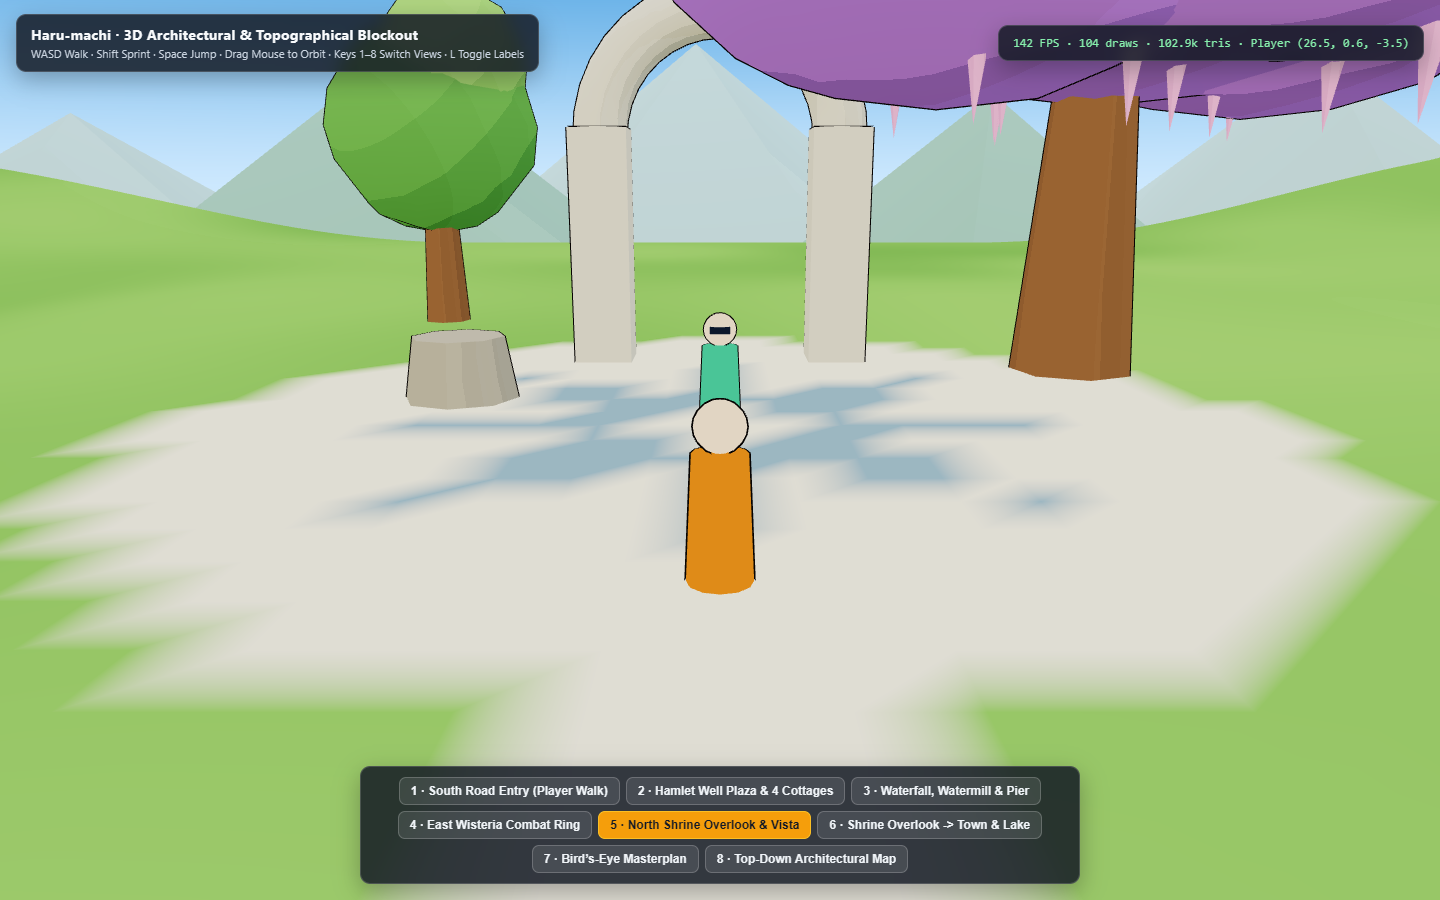 Haru-machi · 3D Architectural & Topographical Blockout
WASD Walk · Shift Sprint · Space Jump · Drag Mouse to Orbit · Keys 1–8 Switch Views · L Toggle Labels
142 FPS · 104 draws · 102.9k tris · Player (26.5, 0.6, -3.5)
1 · South Road Entry (Player Walk)
2 · Hamlet Well Plaza & 4 Cottages
3 · Waterfall, Watermill & Pier
4 · East Wisteria Combat Ring
5 · North Shrine Overlook & Vista
6 · Shrine Overlook -> Town & Lake
7 · Bird's-Eye Masterplan
8 · Top-Down Architectural Map